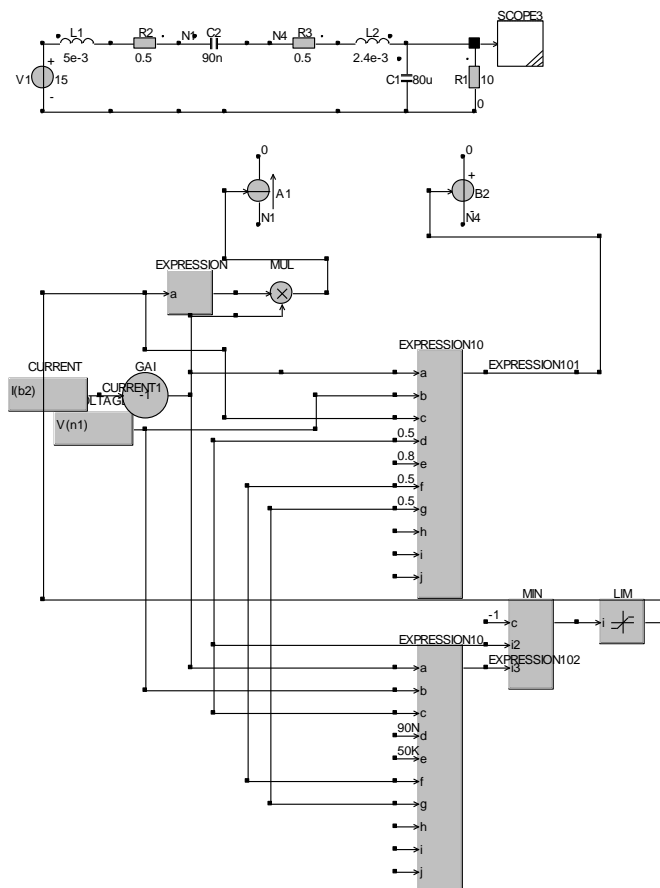 SCOPE3
L1 R2 N1 C2 N4 R3 L2
5e-3 0.5 90n 0.5 2.4e-3
V1 + 15 C1 80u R1 10
-
0
0 0
+
A1 B2
N1 -
N4
EXPRESSION MUL
a
EXPRESSION10
EXPRESSION101
CURRENT GAI
a
I(b2) CURRENT1 -1 b
V(n1) c
0.5 d
0.8 e
0.5 f
0.5 g
h
i
j
MIN LIM
-1 c i
EXPRESSION10 i2
a EXPRESSION102 i3
b
c
90N d
50K e
f
g
h
i
j